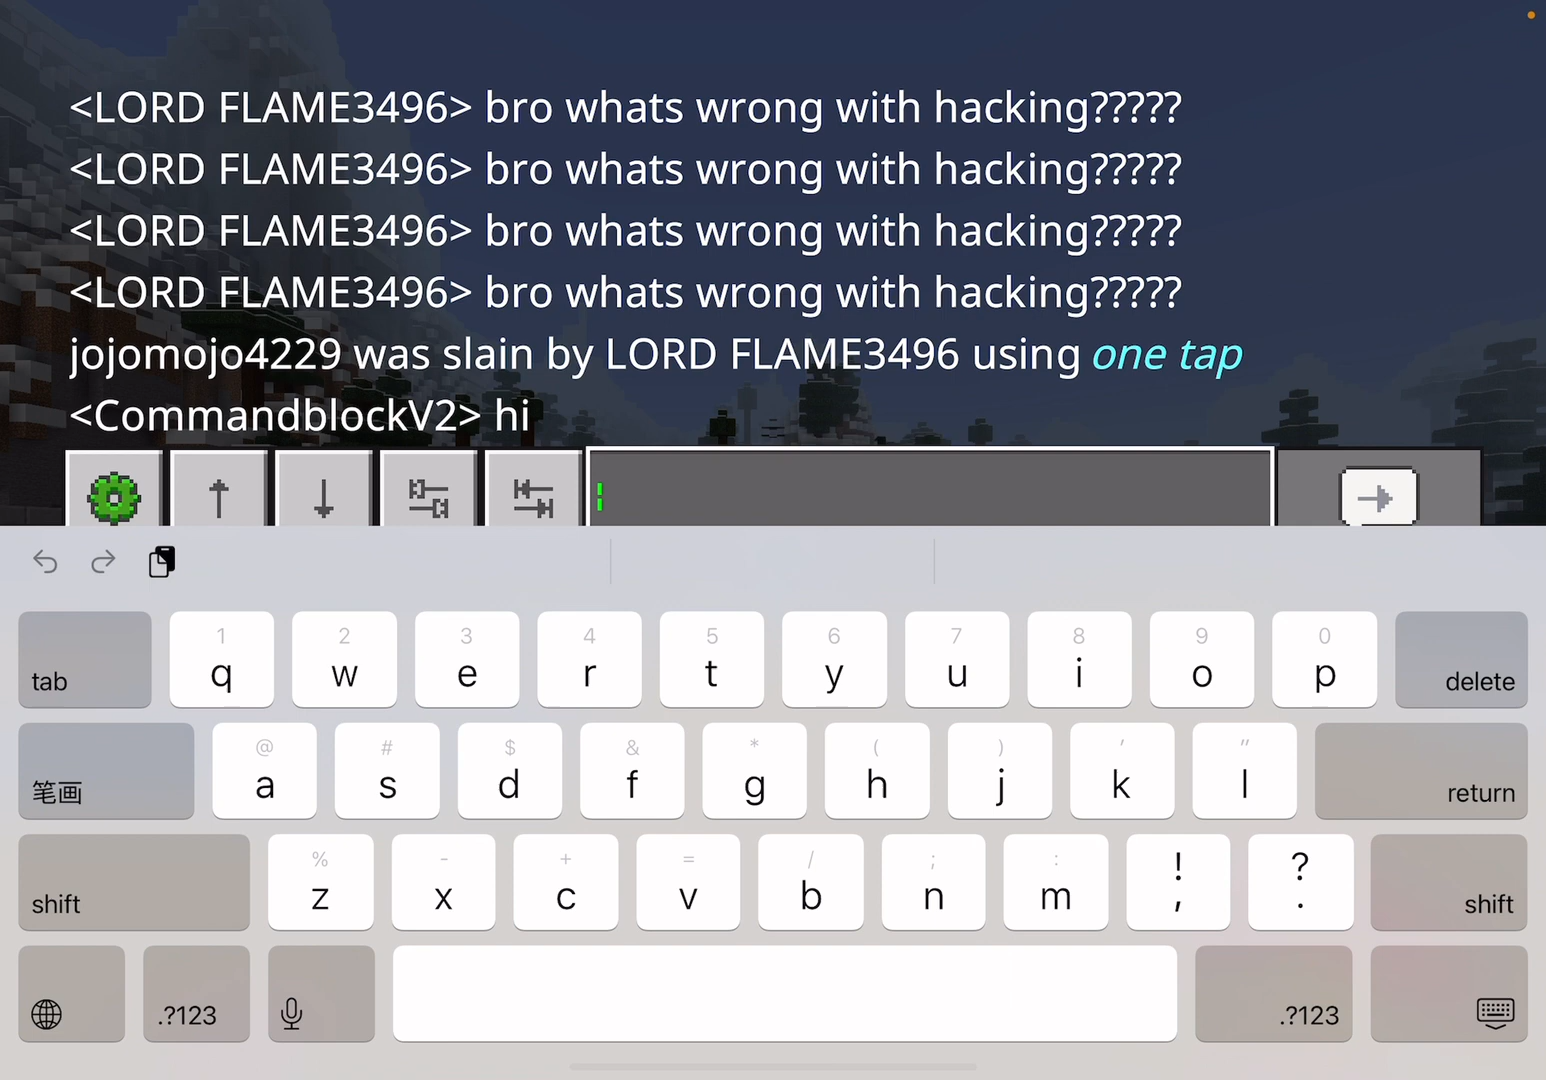 <LORD FLAME3496> bro whats wrong with hacking?????
<LORD FLAME3496> bro whats wrong with hacking?????
<LORD FLAME3496> bro whats wrong with hacking?????
<LORD FLAME3496> bro whats wrong with hacking?????
jojomojo4229 was slain by LORD FLAME3496 using one tap
<CommandblockV2> hi
1 2 3 4 5 6 7 8 9 0
tab q w e r t y u i o p delete
@ # $ & * ( ) ' "
笔画 a s d f g h j k l return
% - + = / ; : ! ?
shift z x c v b n m , . shift
.?123 .?123